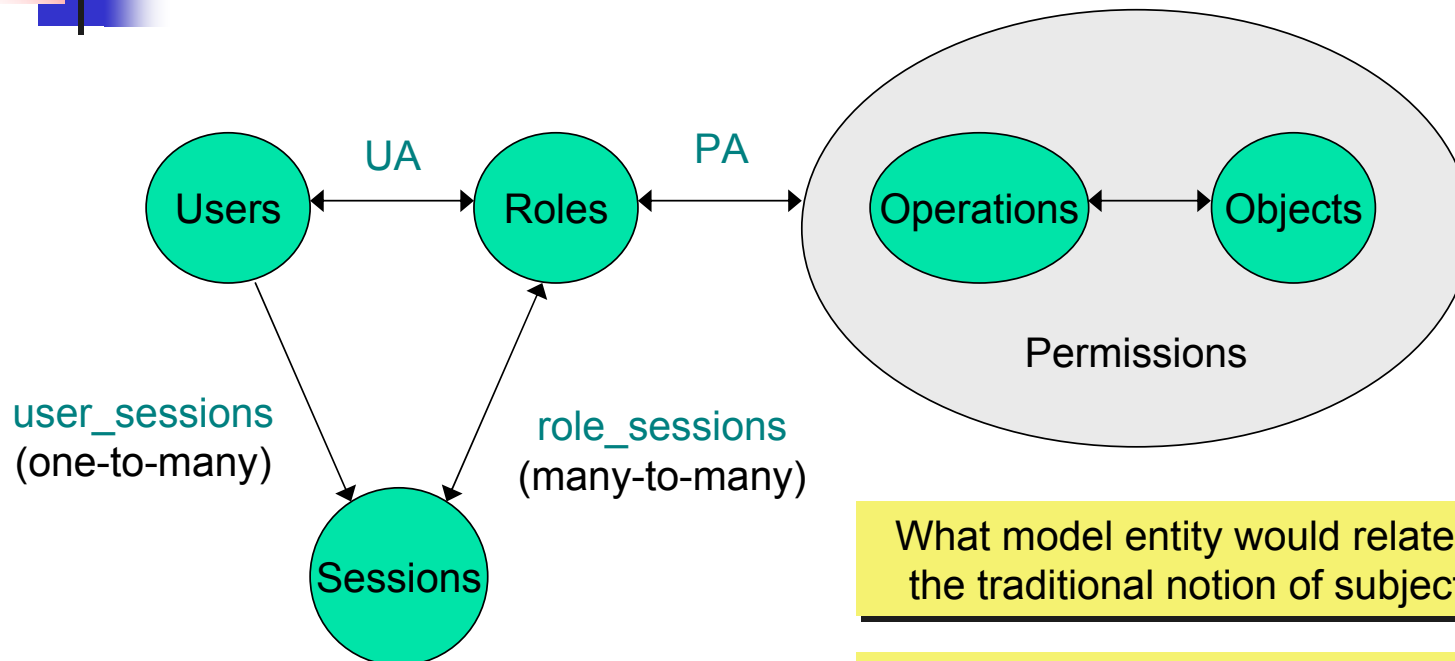 UA
PA
Users
Roles
Operations
Objects
Permissions
user_sessions
(one-to-many)
role_sessions
(many-to-many)
Sessions
What model entity would relate
the traditional notion of subject